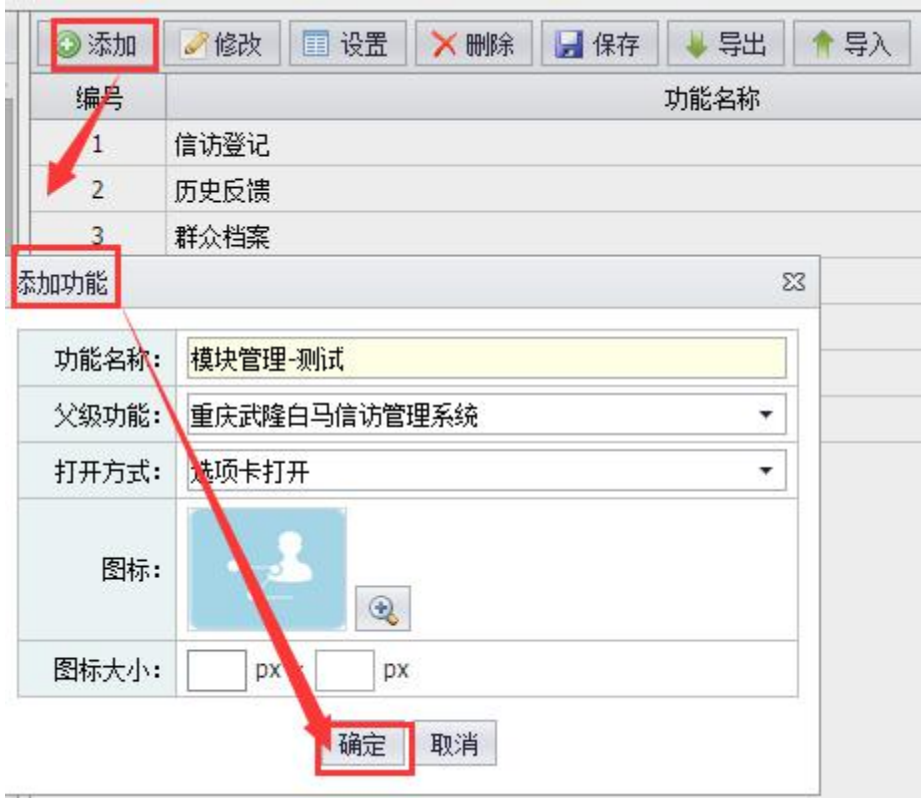 添加 修改 设置 删除 保存 导出 导入
编号 功能名称
1 信访登记
2 历史反馈
3 群众档案
添加功能
功能名称: 模块管理-测试
父级功能: 重庆武隆白马信访管理系统
打开方式: 选项卡打开
图标:
图标大小: px * px
确定 取消